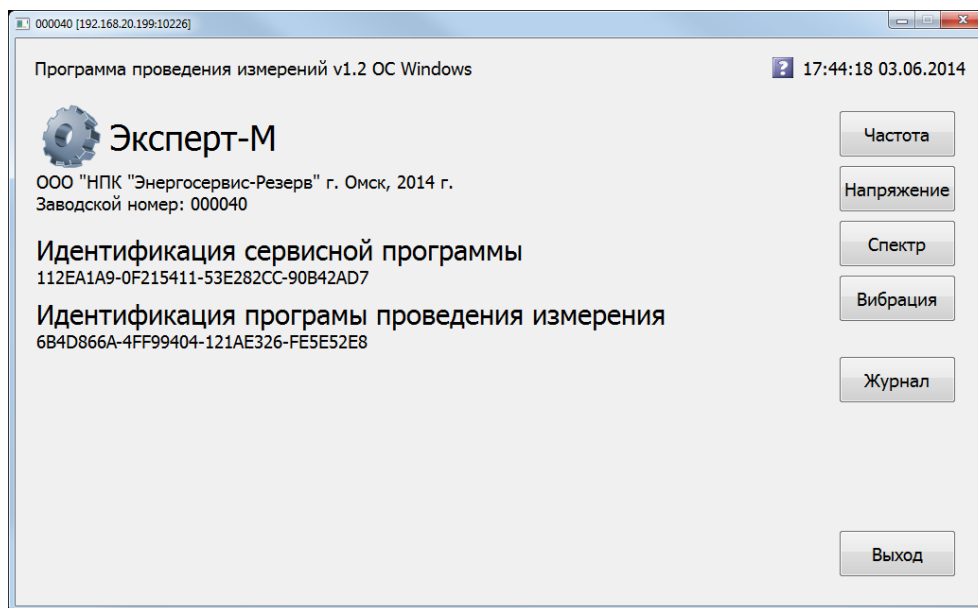 000040 [192.168.20.199:10226]
Программа проведения измерений v1.2 ОС Windows
? 17:44:18 03.06.2014
Эксперт-М
ООО "НПК "Энергосервис-Резерв" г. Омск, 2014 г.
Заводской номер: 000040
Идентификация сервисной программы
112EA1A9-0F215411-53E282CC-90B42AD7
Идентификация програмы проведения измерения
6B4D866A-4FF99404-121AE326-FE5E52E8
Частота
Напряжение
Спектр
Вибрация
Журнал
Выход